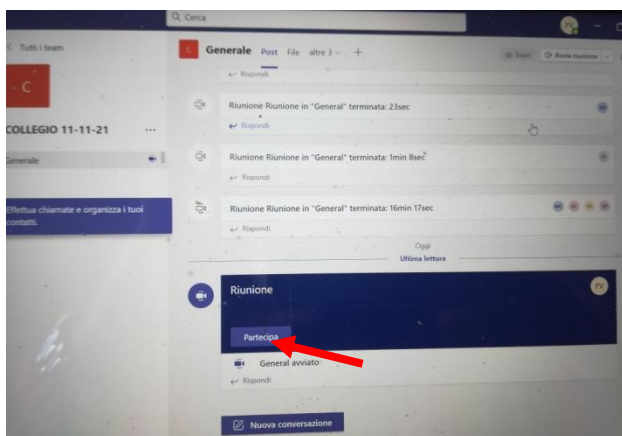 Cerca
Tutti i team
C
COLLEGIO 11-11-21 ...
Generale
Effettua chiamate e organizza i tuoi
contatti.
Generale Post File altre 3 +
Team Avvia riunione
Rispondi
Riunione Riunione in "General" terminata: 23sec
Rispondi
Riunione Riunione in "General" terminata: 1min 8sec
Rispondi
Riunione Riunione in "General" terminata: 16min 17sec
Rispondi
Oggi
Ultima lettura
Riunione
Partecipa
General avviato
Rispondi
Nuova conversazione